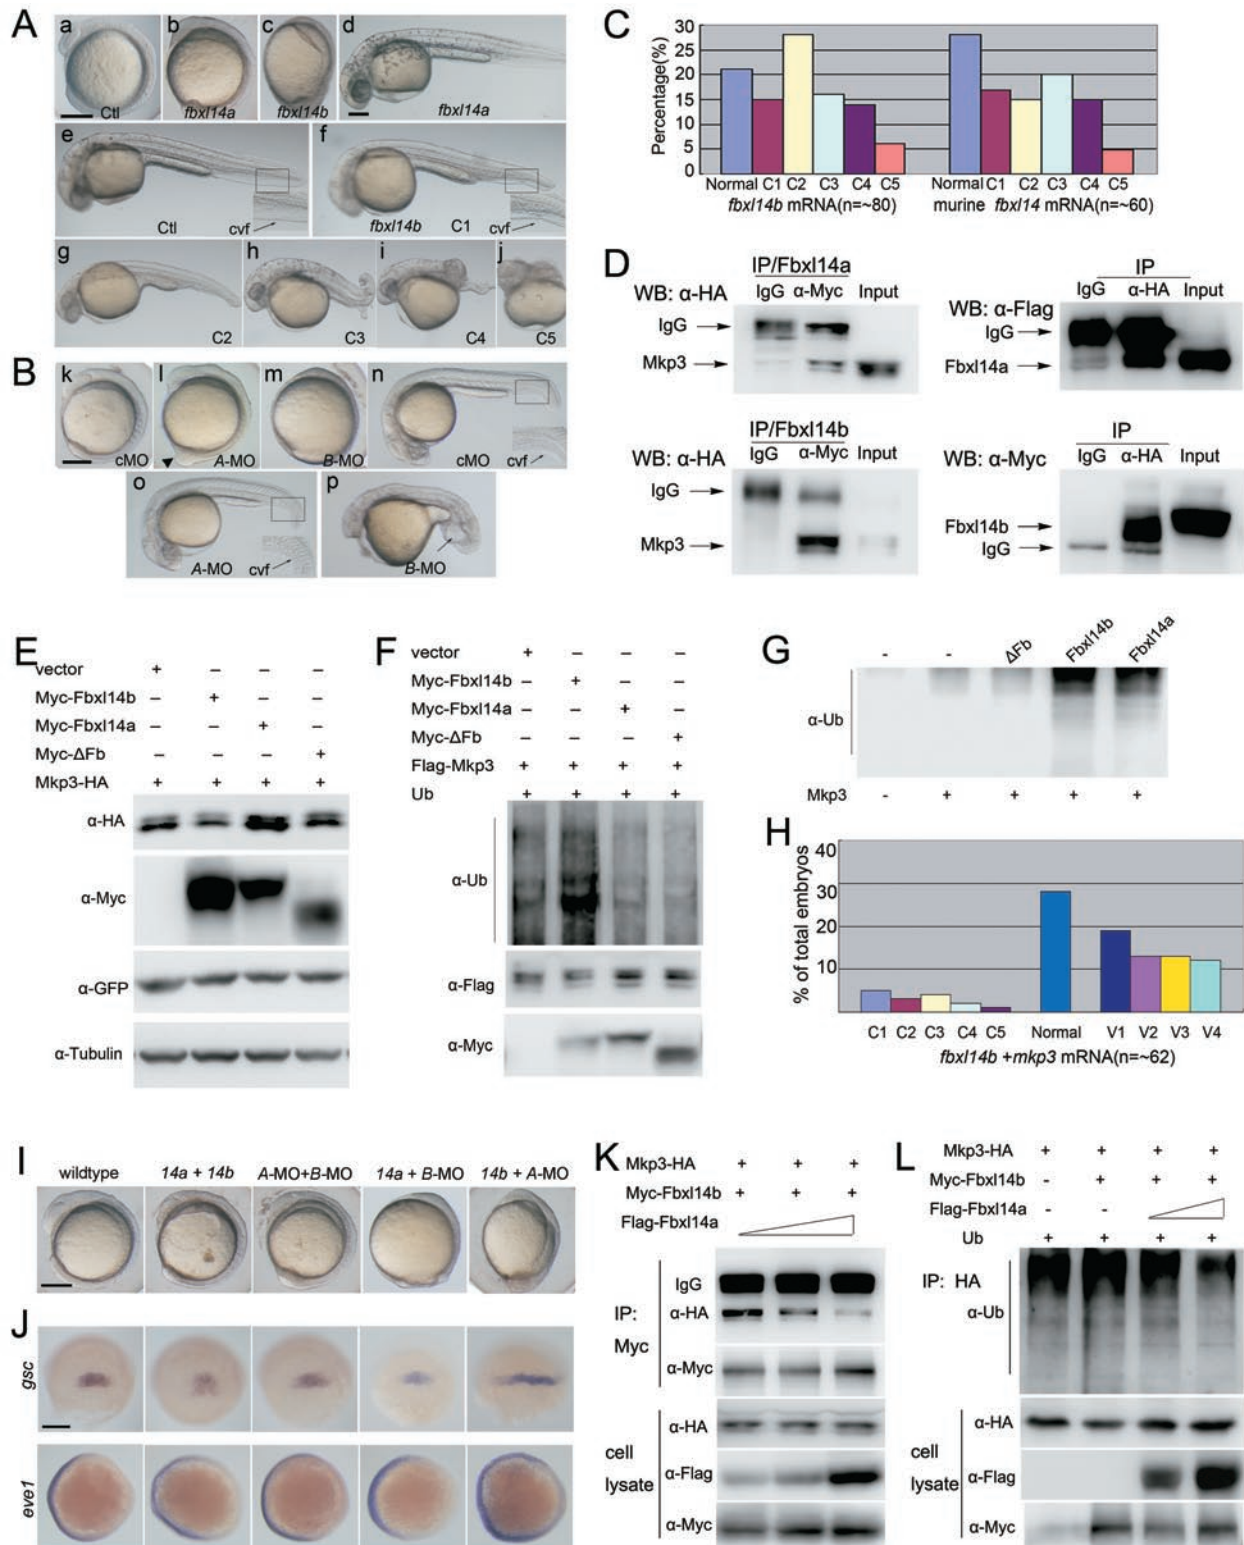 A
a b c d
Ctl fbxl14a fbxl14b fbxl14a
e f
Ctl cvf fbxl14b C1 cvf
g h i j
C2 C3 C4 C5
B
k l m n
cMO A-MO B-MO cMO cvf
o p
A-MO cvf B-MO
C
Percentage(%)
30
25
20
15
10
5
0
Normal C1 C2 C3 C4 C5 Normal C1 C2 C3 C4 C5
fbxl14b mRNA(n=~80) murine fbxl14 mRNA(n=~60)
D
IP/Fbxl14a
WB: α-HA IgG α-Myc Input
IgG
Mkp3
IP
IgG α-HA Input
WB: α-Flag
IgG
Fbxl14a
IP/Fbxl14b
WB: α-HA IgG α-Myc Input
IgG
Mkp3
IP
WB: α-Myc IgG α-HA Input
Fbxl14b
IgG
E
vector + – – –
Myc-Fbxl14b – + – –
Myc-Fbxl14a – – + –
Myc-ΔFb – – – +
Mkp3-HA + + + +
α-HA
α-Myc
α-GFP
α-Tubulin
F
vector + – – –
Myc-Fbxl14b – + – –
Myc-Fbxl14a – – + –
Myc-ΔFb – – – +
Flag-Mkp3 + + + +
Ub + + + +
α-Ub
α-Flag
α-Myc
G
- - ΔFb Fbxl14b Fbxl14a
α-Ub
Mkp3 - + + + +
H
% of total embryos
40
30
20
10
C1 C2 C3 C4 C5 Normal V1 V2 V3 V4
fbxl14b +mkp3 mRNA(n=~62)
I
wildtype 14a + 14b A-MO+B-MO 14a + B-MO 14b + A-MO
J
gsc
eve1
K
Mkp3-HA + + +
Myc-Fbxl14b + + +
Flag-Fbxl14a
IP: Myc
IgG
α-HA
α-Myc
cell lysate
α-HA
α-Flag
α-Myc
L
Mkp3-HA + + + +
Myc-Fbxl14b - + + +
Flag-Fbxl14a - -
Ub + + + +
IP: HA
α-Ub
cell lysate
α-HA
α-Flag
α-Myc